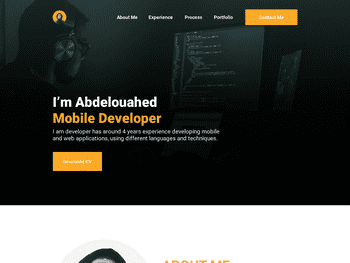 About Me Experience Process Portfolio Contact Me
I'm Abdelouahed
Mobile Developer
I am developer has around 4 years experience developing mobile
and web applications, using different languages and techniques.
Download CV
ABOUT ME